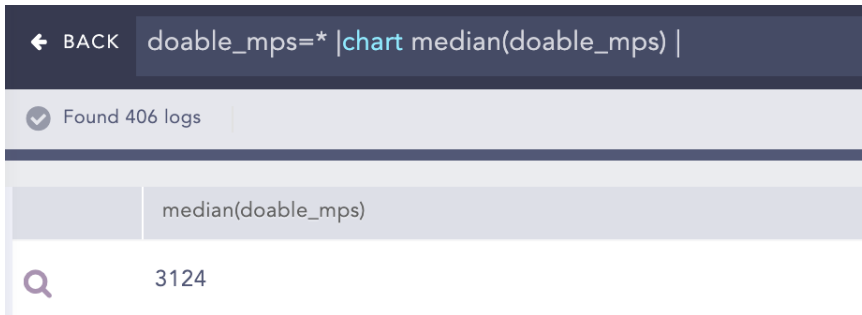 BACK
doable_mps=* |chart median(doable_mps) |
Found 406 logs
median(doable_mps)
3124